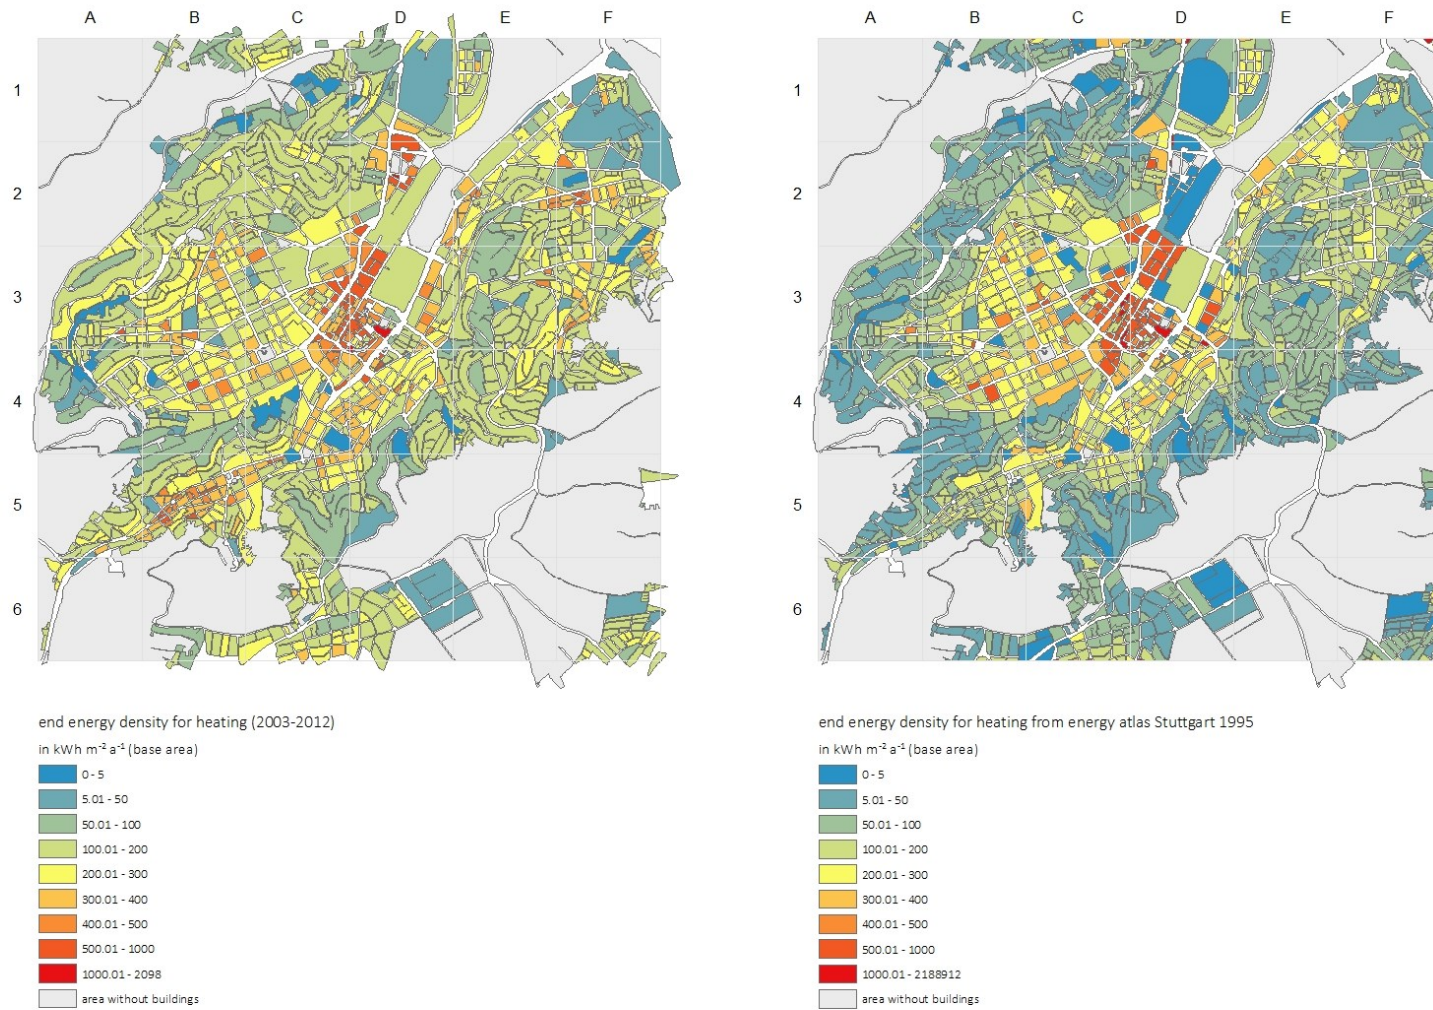 A B C D E F
A B C D E F
1
2
3
4
5
6
1
2
3
4
5
6
end energy density for heating (2003-2012)
in kWh m⁻² a⁻¹ (base area)
0 - 5
5.01 - 50
50.01 - 100
100.01 - 200
200.01 - 300
300.01 - 400
400.01 - 500
500.01 - 1000
1000.01 - 2098
area without buildings
end energy density for heating from energy atlas Stuttgart 1995
in kWh m⁻² a⁻¹ (base area)
0 - 5
5.01 - 50
50.01 - 100
100.01 - 200
200.01 - 300
300.01 - 400
400.01 - 500
500.01 - 1000
1000.01 - 2188912
area without buildings